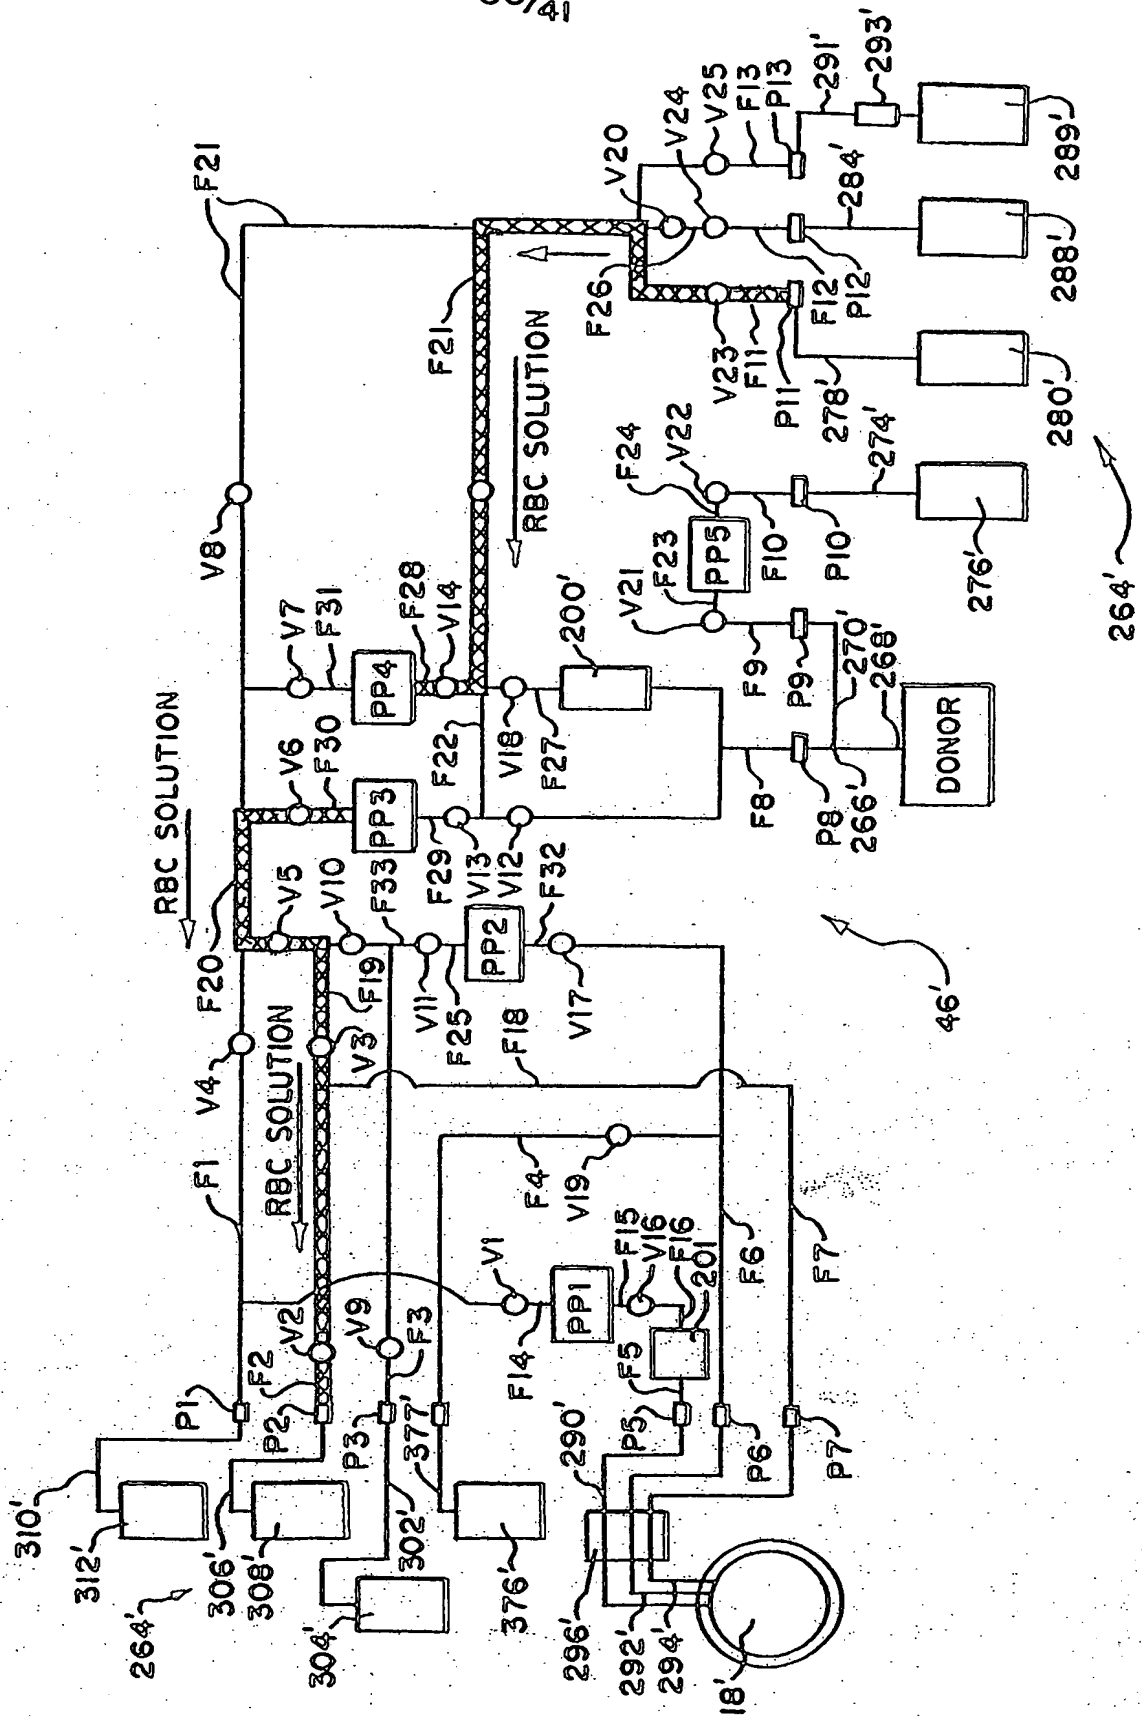 310'
312'
264'
306'
308'
304'
302'
377'
376'
296'
292'
294'
18'
290'
P1
P2
P3
P5
P6
P7
F2
V2
V9
F3
F5
F14
V1
PP1
F15
V16
F16
201
F1
RBC SOLUTION
V4
V3
F19
F4
V19
F6
F7
F18
F20
RBC SOLUTION
V5
V10
F33
V11
F25
PP2
F32
V17
V6
F30
PP3
F29
V13
V12
V7
F31
PP4
F28
V14
F22
V18
F27
200'
V8
F21
F21
RBC SOLUTION
F8
P8
266'
DONOR
268'
270'
P9
F9
V21
F23
PP5
F24
V22
F10
P10
274'
276'
V23
F11
P11
278'
280'
F26
V20
V24
F12
P12
284'
288'
V25
F13
P13
291'
293'
289'
46'
264'